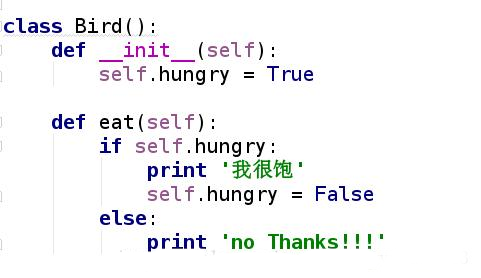 class Bird():
    def __init__(self):
        self.hungry = True

    def eat(self):
        if self.hungry:
            print '我很饱'
            self.hungry = False
        else:
            print 'no Thanks!!!'